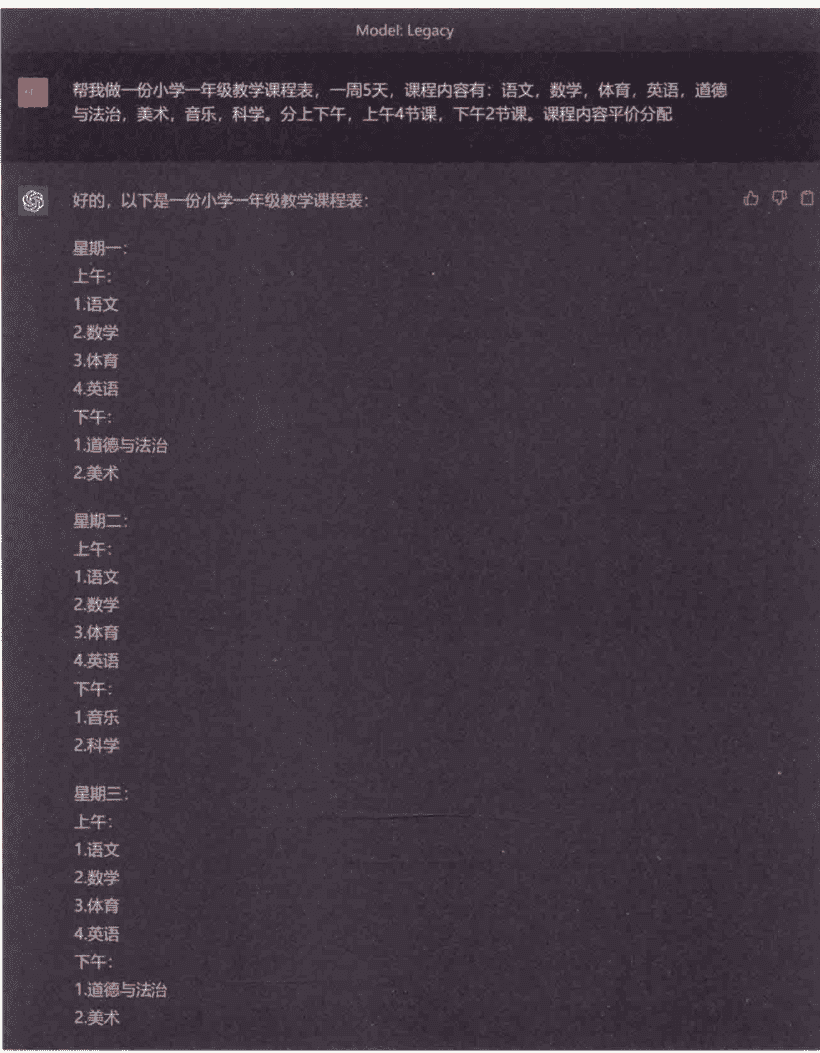 Model: Legacy
帮我做一份小学一年级教学课程表，一周5天，课程内容有：语文，数学，体育，英语，道德
与法治，美术，音乐，科学。分上下午，上午4节课，下午2节课。课程内容平价分配
好的，以下是一份小学一年级教学课程表：
星期一：
上午：
1.语文
2.数学
3.体育
4.英语
下午：
1.道德与法治
2.美术
星期二：
上午：
1.语文
2.数学
3.体育
4.英语
下午：
1.音乐
2.科学
星期三：
上午：
1.语文
2.数学
3.体育
4.英语
下午：
1.道德与法治
2.美术